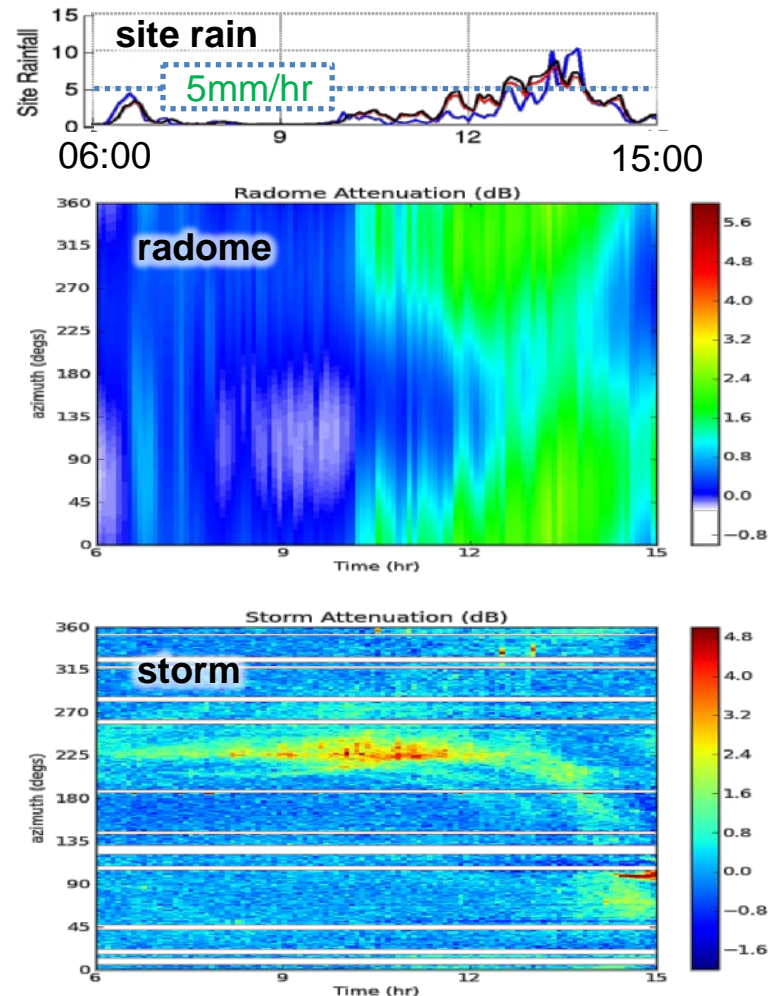 15
site rain
10
Site Rainfall
5mm/hr
5
0
6 9 12 15
06:00 15:00
Radome Attenuation (dB)
360
radome
315
270
225
180
135
90
45
0
azimuth (degs)
6 9 12 15
Time (hr)
5.6
4.8
4.0
3.2
2.4
1.6
0.8
0.0
−0.8
Storm Attenuation (dB)
360
storm
315
270
225
180
135
90
45
0
azimuth (degs)
6 9 12 15
Time (hr)
4.8
4.0
3.2
2.4
1.6
0.8
0.0
−0.8
−1.6